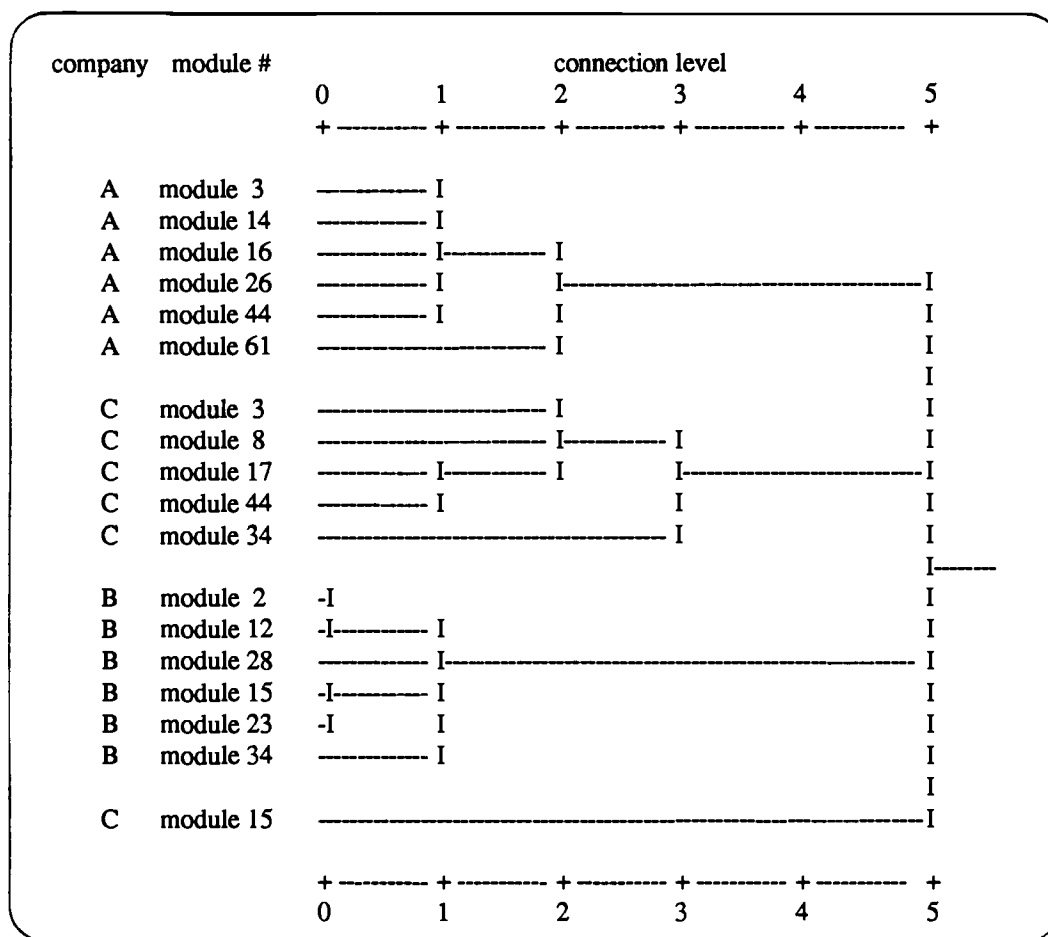 company module # connection level
0 1 2 3 4 5
+ --------- + --------- + --------- + --------- + --------- +
A module 3 ----------- I
A module 14 ----------- I
A module 16 ----------- I--------- I
A module 26 ----------- I I------------------------------- I
A module 44 ----------- I I I
A module 61 ----------------------- I I
I
C module 3 ----------------------- I I
C module 8 ----------------------- I--------- I I
C module 17 ----------- I--------- I I--------------------- I
C module 44 ----------- I I I
C module 34 ----------------------------------- I I
I------
B module 2 -I I
B module 12 -I--------- I I
B module 28 ----------- I------------------------------------------- I
B module 15 -I--------- I I
B module 23 -I I I
B module 34 ----------- I I
I
C module 15 ----------------------------------------------------------- I
+ --------- + --------- + --------- + --------- + --------- +
0 1 2 3 4 5